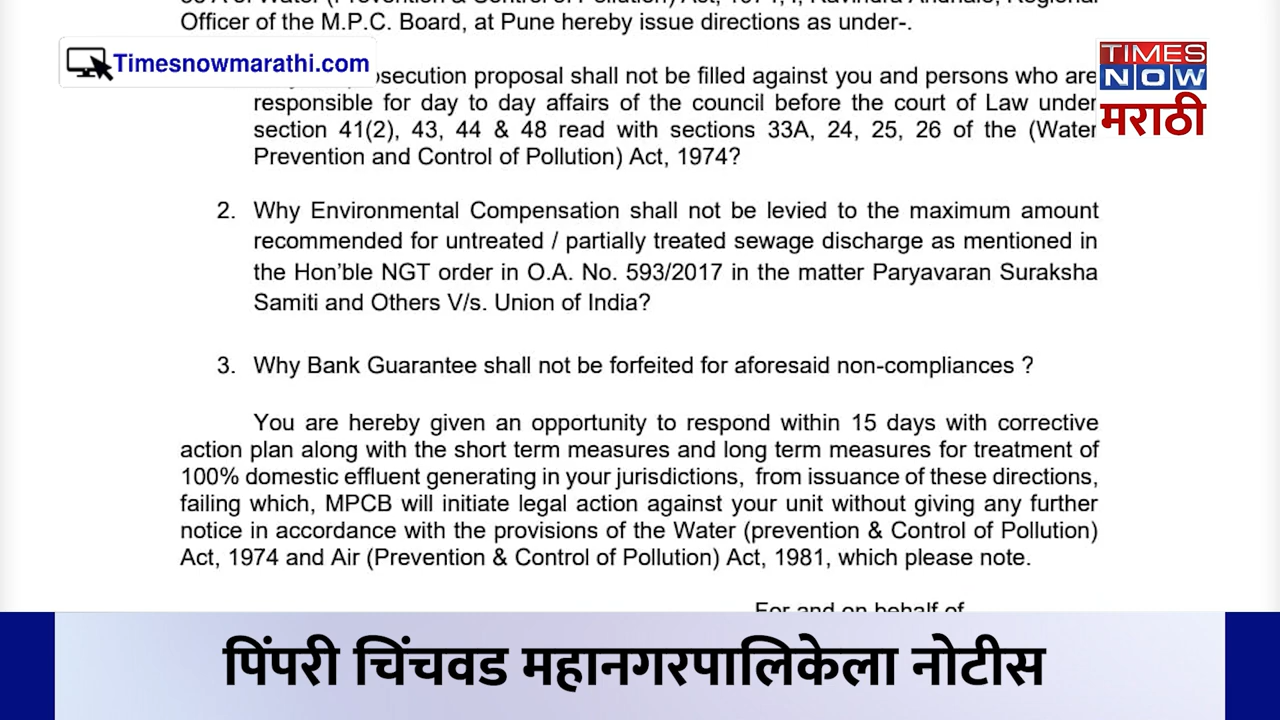 Officer of the M.P.C. Board, at Pune hereby issue directions as under-.
Timesnowmarathi.com
TIMES
NOW
मराठी
osecution proposal shall not be filled against you and persons who are
responsible for day to day affairs of the council before the court of Law under
section 41(2), 43, 44 & 48 read with sections 33A, 24, 25, 26 of the (Water
Prevention and Control of Pollution) Act, 1974?
2. Why Environmental Compensation shall not be levied to the maximum amount
recommended for untreated / partially treated sewage discharge as mentioned in
the Hon'ble NGT order in O.A. No. 593/2017 in the matter Paryavaran Suraksha
Samiti and Others V/s. Union of India?
3. Why Bank Guarantee shall not be forfeited for aforesaid non-compliances ?
You are hereby given an opportunity to respond within 15 days with corrective
action plan along with the short term measures and long term measures for treatment of
100% domestic effluent generating in your jurisdictions, from issuance of these directions,
failing which, MPCB will initiate legal action against your unit without giving any further
notice in accordance with the provisions of the Water (prevention & Control of Pollution)
Act, 1974 and Air (Prevention & Control of Pollution) Act, 1981, which please note.
For and on behalf of
पिंपरी चिंचवड महानगरपालिकेला नोटीस